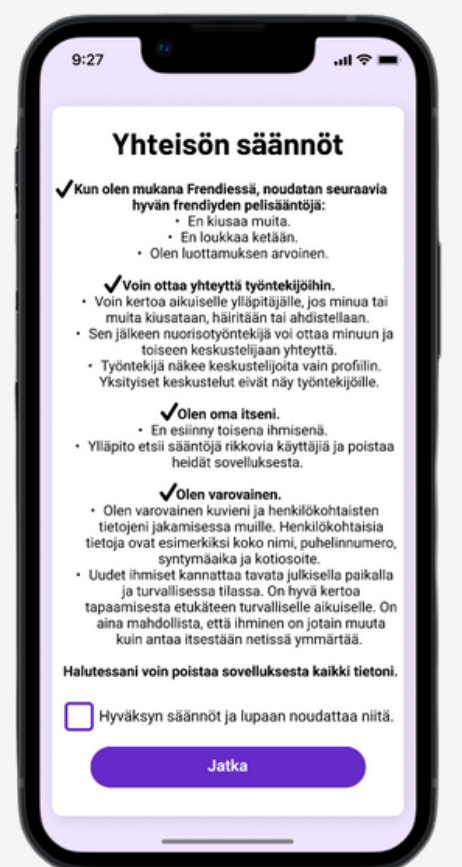 9:27
Yhteisön säännöt
✓Kun olen mukana Frendiessä, noudatan seuraavia
hyvän frendiyden pelisääntöjä:
• En kiusaa muita.
• En loukkaa ketään.
• Olen luottamuksen arvoinen.
✓Voin ottaa yhteyttä työntekijöihin.
• Voin kertoa aikuiselle ylläpitäjälle, jos minua tai
muita kiusataan, häiritään tai ahdistellaan.
• Sen jälkeen nuorisotyöntekijä voi ottaa minuun ja
toiseen keskustelijaan yhteyttä.
• Työntekijä näkee keskustelijoita vain profiilin.
Yksityiset keskustelut eivät näy työntekijöille.
✓Olen oma itseni.
• En esiinny toisena ihmisenä.
• Ylläpito etsii sääntöjä rikkovia käyttäjiä ja poistaa
heidät sovelluksesta.
✓Olen varovainen.
• Olen varovainen kuvieni ja henkilökohtaisten
tietojeni jakamisessa muille. Henkilökohtaisia
tietoja ovat esimerkiksi koko nimi, puhelinnumero,
syntymäaika ja kotiosoite.
• Uudet ihmiset kannattaa tavata julkisella paikalla
ja turvallisessa tilassa. On hyvä kertoa
tapaamisesta etukäteen turvalliselle aikuiselle. On
aina mahdollista, että ihminen on jotain muuta
kuin antaa itsestään netissä ymmärtää.
Halutessani voin poistaa sovelluksesta kaikki tietoni.
Hyväksyn säännöt ja lupaan noudattaa niitä.
Jatka